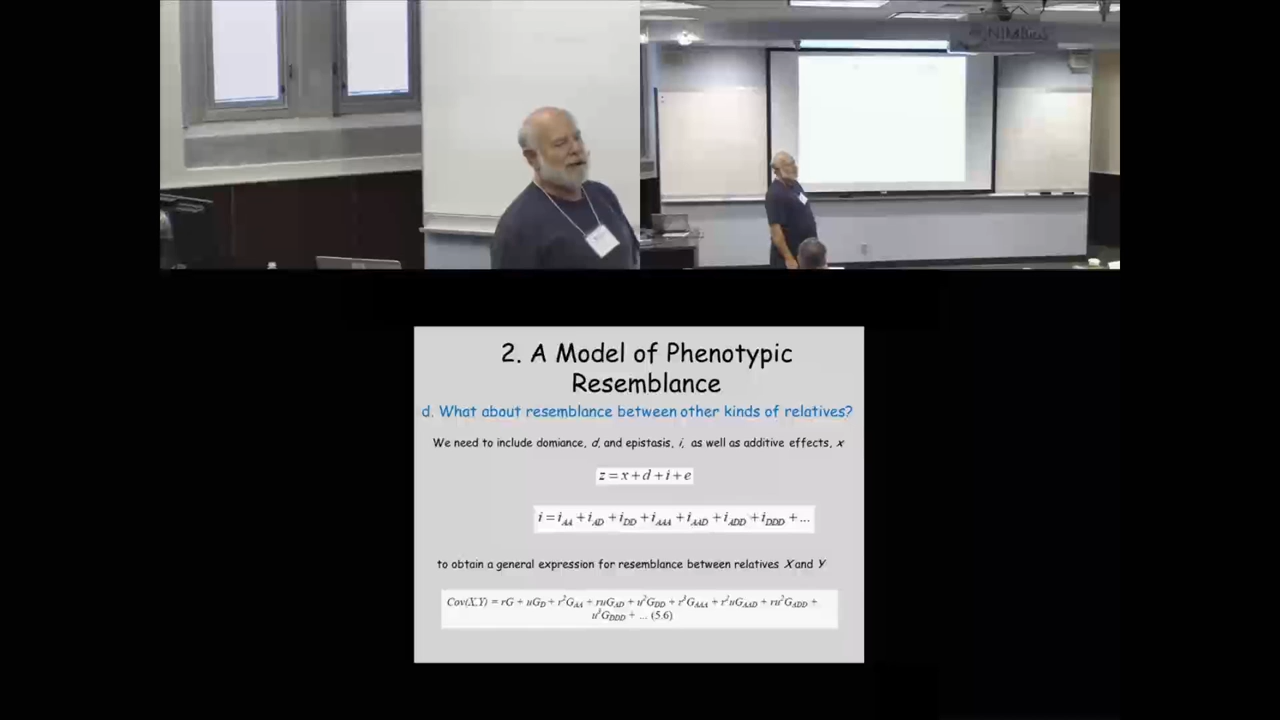 NIMBioS
2. A Model of Phenotypic
Resemblance
d. What about resemblance between other kinds of relatives?
We need to include domiance, d, and epistasis, i, as well as additive effects, x
z = x + d + i + e
i = i_AA + i_AD + i_DD + i_AAA + i_AAD + i_ADD + i_DDD + ...
to obtain a general expression for resemblance between relatives X and Y
Cov(X,Y) = rG + uG_D + r²G_AA + ruG_AD + u²G_DD + r³G_AAA + r²uG_AAD + ru²G_ADD +
u³G_DDD + ... (5.6)